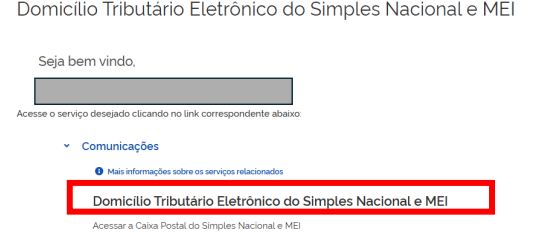 Domicílio Tributário Eletrônico do Simples Nacional e MEI
Seja bem vindo,
Acesse o serviço desejado clicando no link correspondente abaixo:
Comunicações
Mais informações sobre os serviços relacionados
Domicílio Tributário Eletrônico do Simples Nacional e MEI
Acessar a Caixa Postal do Simples Nacional e MEI